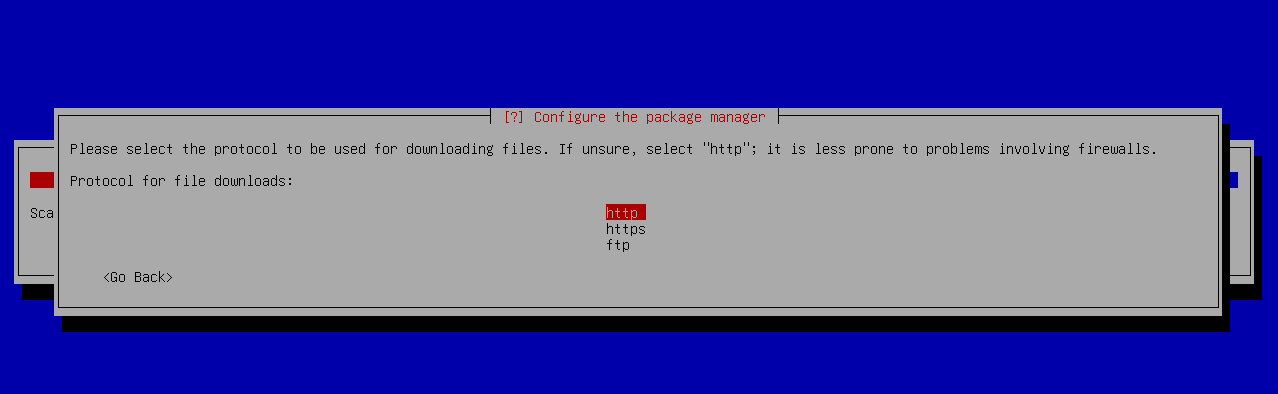 [?] Configure the package manager
Please select the protocol to be used for downloading files. If unsure, select "http"; it is less prone to problems involving firewalls.
Protocol for file downloads:
Sca
http
https
ftp
<Go Back>